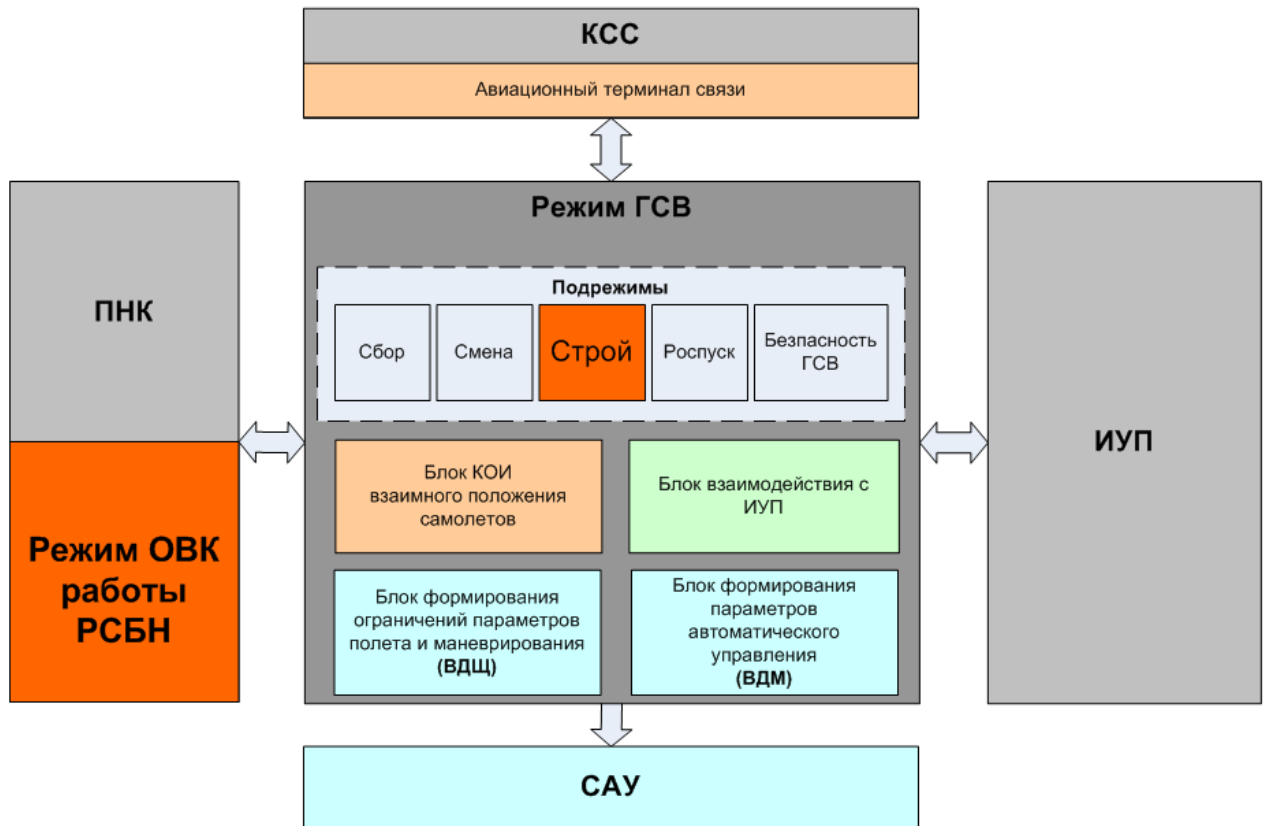 КСС
Авиационный терминал связи
Режим ГСВ
Подрежимы
Сбор
Смена
Строй
Роспуск
Безпасность
ГСВ
ПНК
Режим ОВК
работы
РСБН
Блок КОИ
взаимного положения
самолетов
Блок взаимодействия с
ИУП
Блок формирования
ограничений параметров
полета и маневрирования
(ВДЩ)
Блок формирования
параметров
автоматического
управления
(ВДМ)
ИУП
САУ